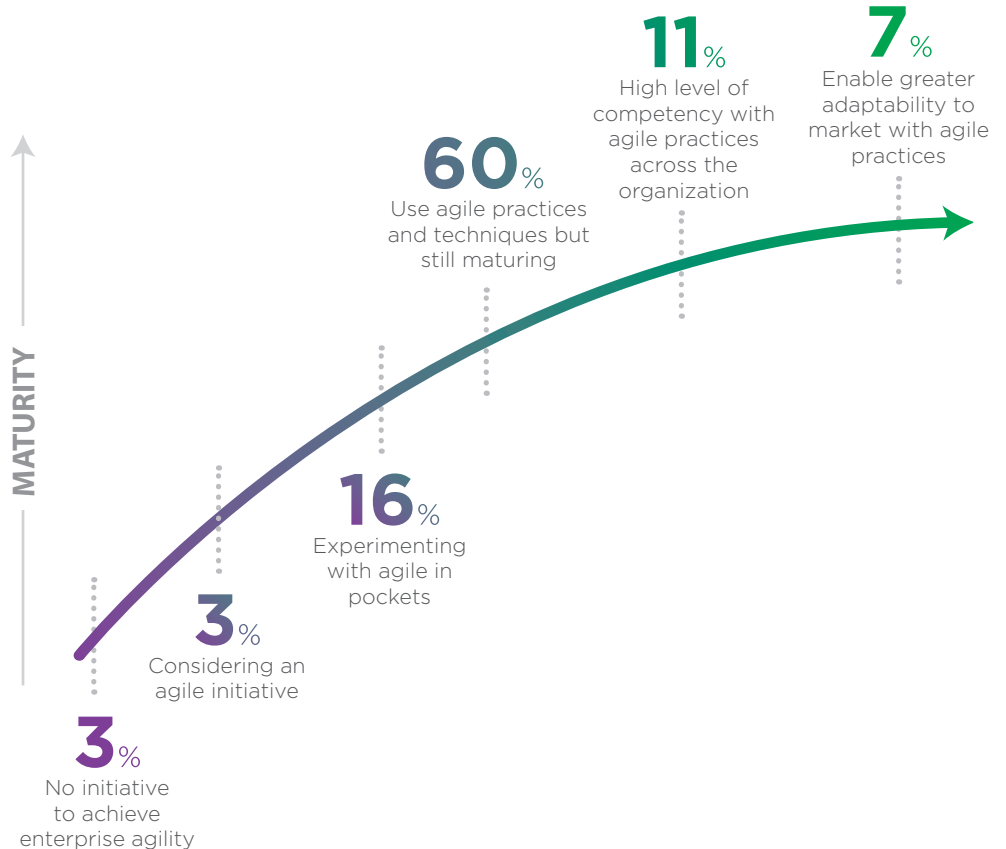 11%
High level of
competency with
agile practices
across the
organization
7%
Enable greater
adaptability to
market with agile
practices
60%
Use agile practices
and techniques but
still maturing
MATURITY
16%
Experimenting
with agile in
pockets
3%
Considering an
agile initiative
3%
No initiative
to achieve
enterprise agility